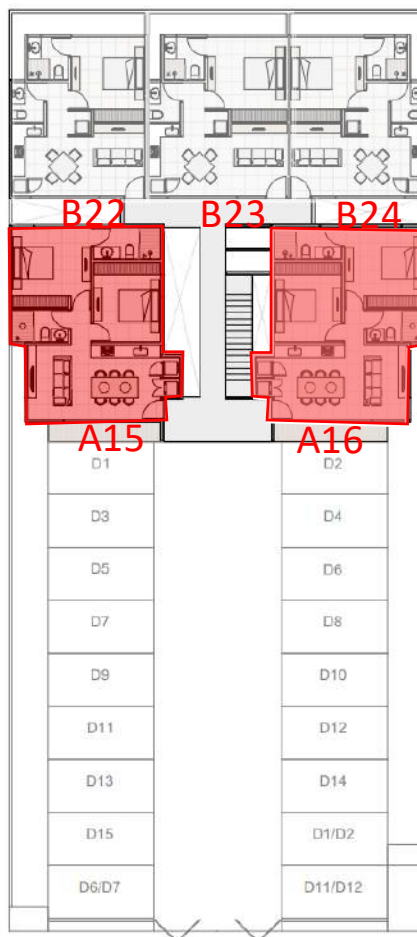 B22 B23 B24
A15 A16
D1 D2
D3 D4
D5 D6
D7 D8
D9 D10
D11 D12
D13 D14
D15 D1/D2
D6/D7 D11/D12